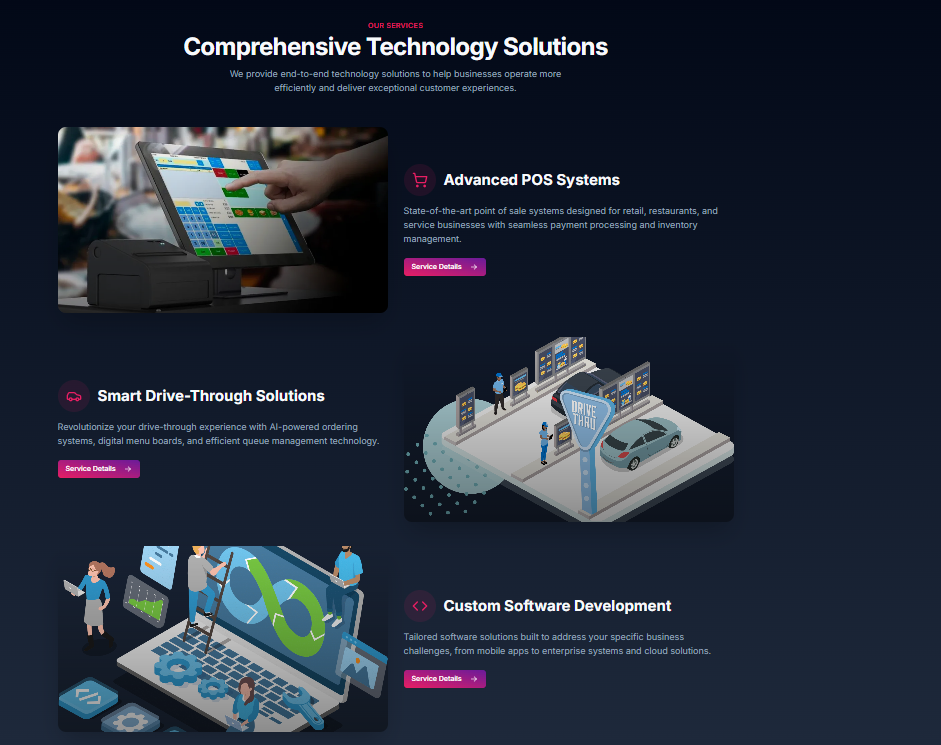 OUR SERVICES
Comprehensive Technology Solutions
We provide end-to-end technology solutions to help businesses operate more
efficiently and deliver exceptional customer experiences.
Advanced POS Systems
State-of-the-art point of sale systems designed for retail, restaurants, and
service businesses with seamless payment processing and inventory
management.
Service Details →
Smart Drive-Through Solutions
Revolutionize your drive-through experience with AI-powered ordering
systems, digital menu boards, and efficient queue management technology.
Service Details →
DRIVE
THRU
Custom Software Development
Tailored software solutions built to address your specific business
challenges, from mobile apps to enterprise systems and cloud solutions.
Service Details →